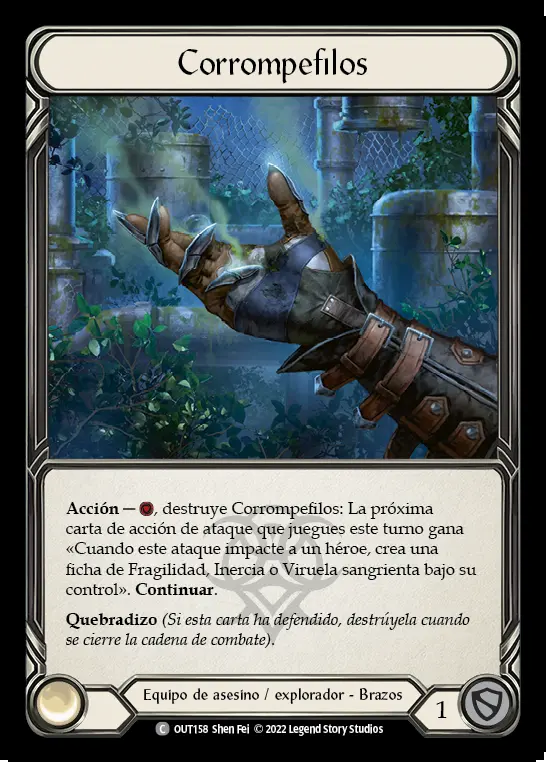 Corrompefilos
Acción — , destruye Corrompefilos: La próxima
carta de acción de ataque que juegues este turno gana
«Cuando este ataque impacte a un héroe, crea una
ficha de Fragilidad, Inercia o Viruela sangrienta bajo su
control». Continuar.
Quebradizo (Si esta carta ha defendido, destrúyela cuando
se cierre la cadena de combate).
Equipo de asesino / explorador - Brazos
1
C OUT158 Shen Fei © 2022 Legend Story Studios